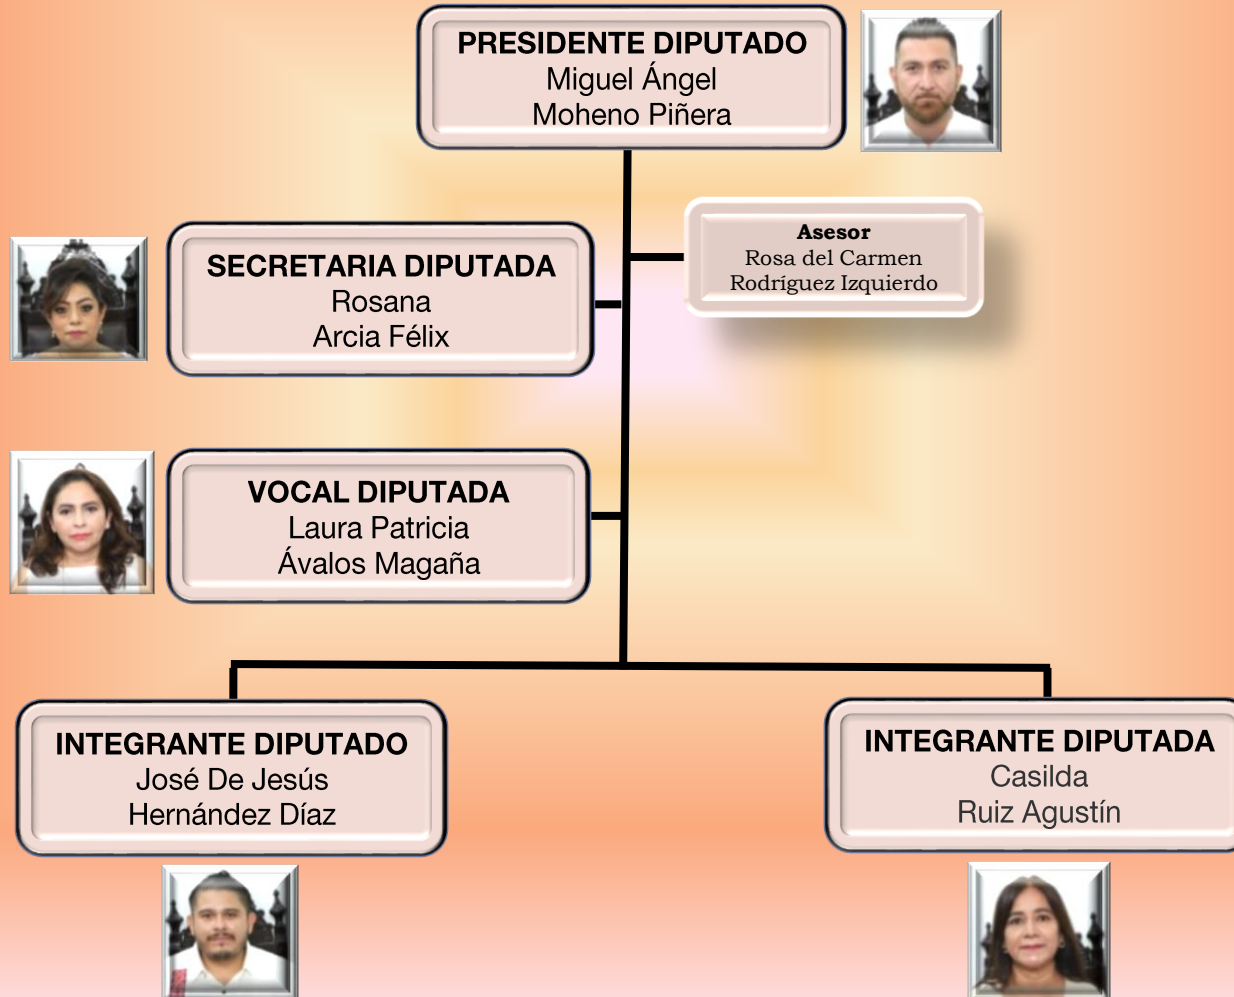 PRESIDENTE DIPUTADO
Miguel Ángel
Moheno Piñera
Asesor
Rosa del Carmen
Rodríguez Izquierdo
SECRETARIA DIPUTADA
Rosana
Arcia Félix
VOCAL DIPUTADA
Laura Patricia
Ávalos Magaña
INTEGRANTE DIPUTADO
José De Jesús
Hernández Díaz
INTEGRANTE DIPUTADA
Casilda
Ruiz Agustín